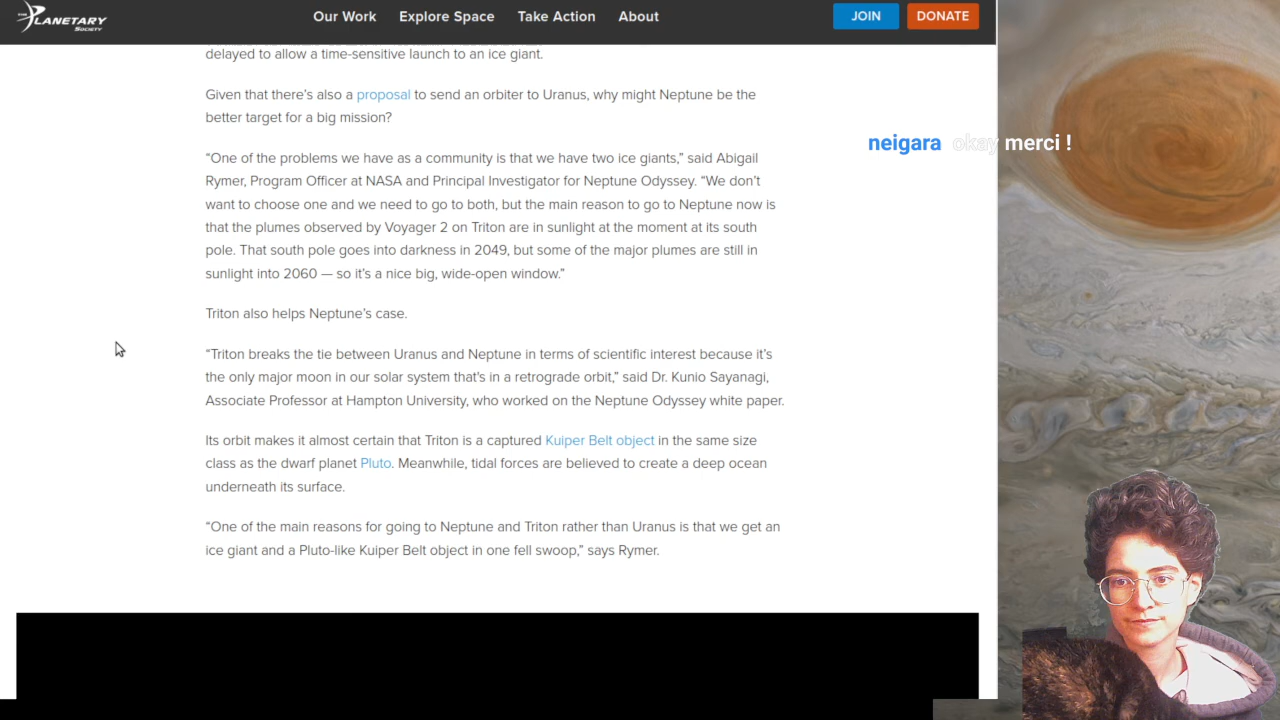 THE PLANETARY SOCIETY
Our Work Explore Space Take Action About JOIN DONATE
delayed to allow a time-sensitive launch to an ice giant.
Given that there’s also a proposal to send an orbiter to Uranus, why might Neptune be the
better target for a big mission?
neigara okay merci !
“One of the problems we have as a community is that we have two ice giants,” said Abigail
Rymer, Program Officer at NASA and Principal Investigator for Neptune Odyssey. “We don’t
want to choose one and we need to go to both, but the main reason to go to Neptune now is
that the plumes observed by Voyager 2 on Triton are in sunlight at the moment at its south
pole. That south pole goes into darkness in 2049, but some of the major plumes are still in
sunlight into 2060 — so it’s a nice big, wide-open window.”
Triton also helps Neptune’s case.
“Triton breaks the tie between Uranus and Neptune in terms of scientific interest because it’s
the only major moon in our solar system that's in a retrograde orbit,” said Dr. Kunio Sayanagi,
Associate Professor at Hampton University, who worked on the Neptune Odyssey white paper.
Its orbit makes it almost certain that Triton is a captured Kuiper Belt object in the same size
class as the dwarf planet Pluto. Meanwhile, tidal forces are believed to create a deep ocean
underneath its surface.
“One of the main reasons for going to Neptune and Triton rather than Uranus is that we get an
ice giant and a Pluto-like Kuiper Belt object in one fell swoop,” says Rymer.